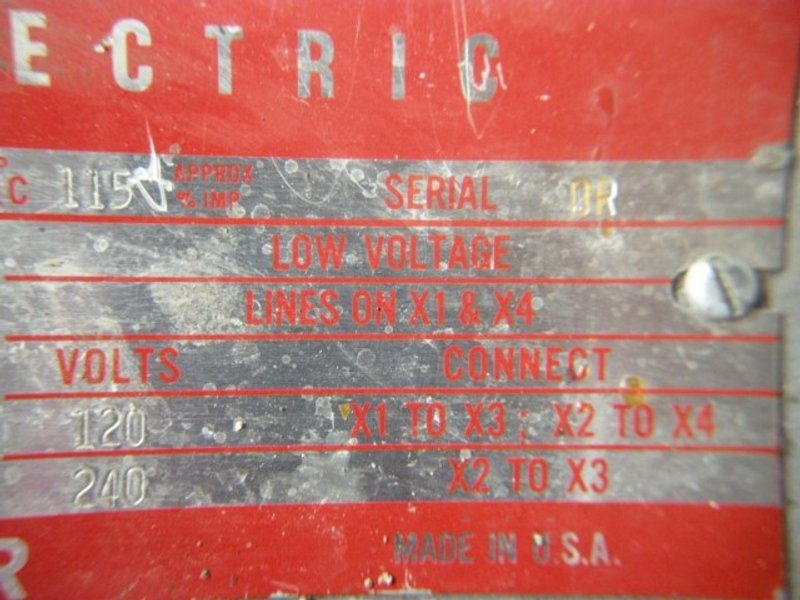 ECTRIC
°C 115 APPROX % IMP SERIAL DR
LOW VOLTAGE
LINES ON X1 & X4
VOLTS CONNECT
120 X1 TO X3; X2 TO X4
240 X2 TO X3
R MADE IN U.S.A.